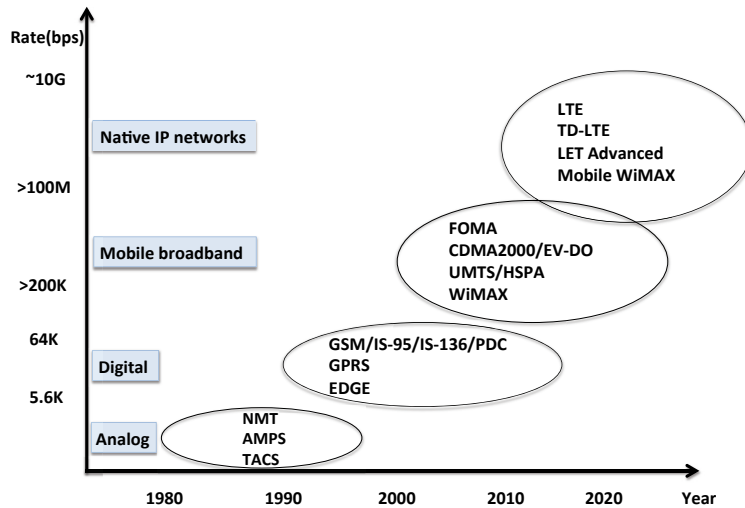 Rate(bps)
~10G
LTE
TD-LTE
LET Advanced
Mobile WiMAX
Native IP networks
>100M
FOMA
CDMA2000/EV-DO
UMTS/HSPA
WiMAX
Mobile broadband
>200K
64K
GSM/IS-95/IS-136/PDC
GPRS
EDGE
Digital
5.6K
NMT
AMPS
TACS
Analog
1980 1990 2000 2010 2020 Year